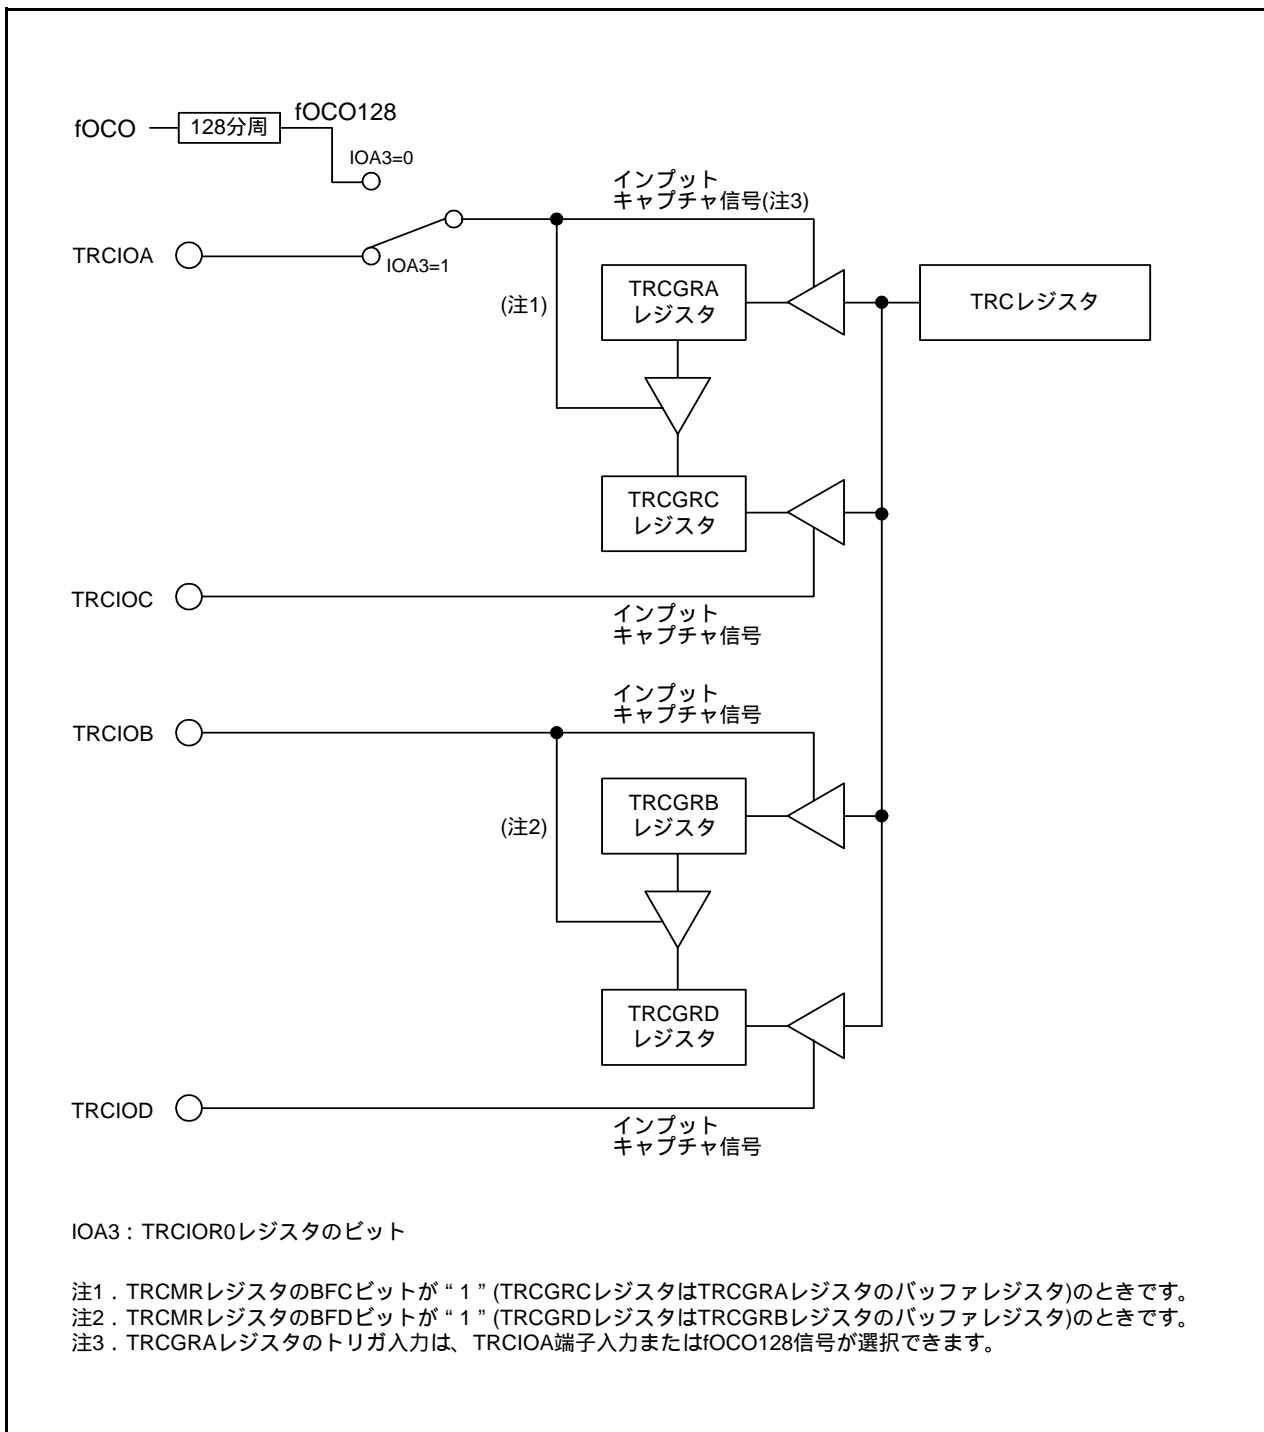 fOCO
128分周
fOCO128
IOA3=0
インプット
キャプチャ信号(注3)
TRCIOA
IOA3=1
(注1)
TRCGRA
レジスタ
TRCレジスタ
TRCGRC
レジスタ
TRCIOC
インプット
キャプチャ信号
インプット
キャプチャ信号
TRCIOB
(注2)
TRCGRB
レジスタ
TRCGRD
レジスタ
TRCIOD
インプット
キャプチャ信号
IOA3：TRCIOR0レジスタのビット
注1．TRCMRレジスタのBFCビットが“1”(TRCGRCレジスタはTRCGRAレジスタのバッファレジスタ)のときです。
注2．TRCMRレジスタのBFDビットが“1”(TRCGRDレジスタはTRCGRBレジスタのバッファレジスタ)のときです。
注3．TRCGRAレジスタのトリガ入力は、TRCIOA端子入力またはfOCO128信号が選択できます。